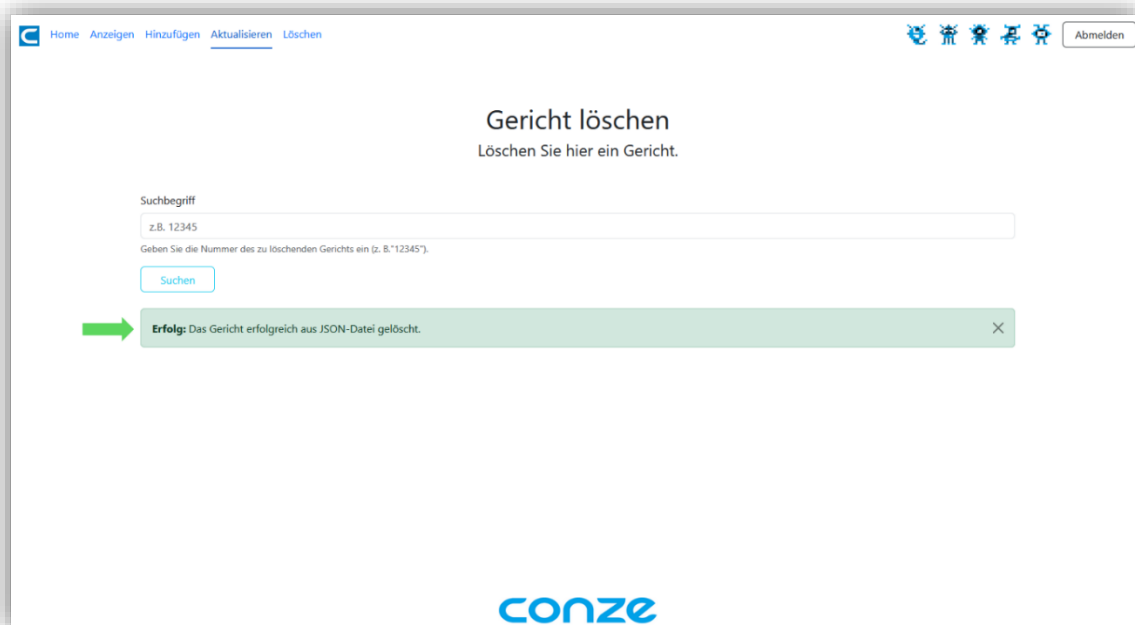 Home Anzeigen Hinzufügen Aktualisieren Löschen Abmelden
Gericht löschen
Löschen Sie hier ein Gericht.
Suchbegriff
z.B. 12345
Geben Sie die Nummer des zu löschenden Gerichts ein (z. B."12345").
Suchen
Erfolg: Das Gericht erfolgreich aus JSON-Datei gelöscht.
conze